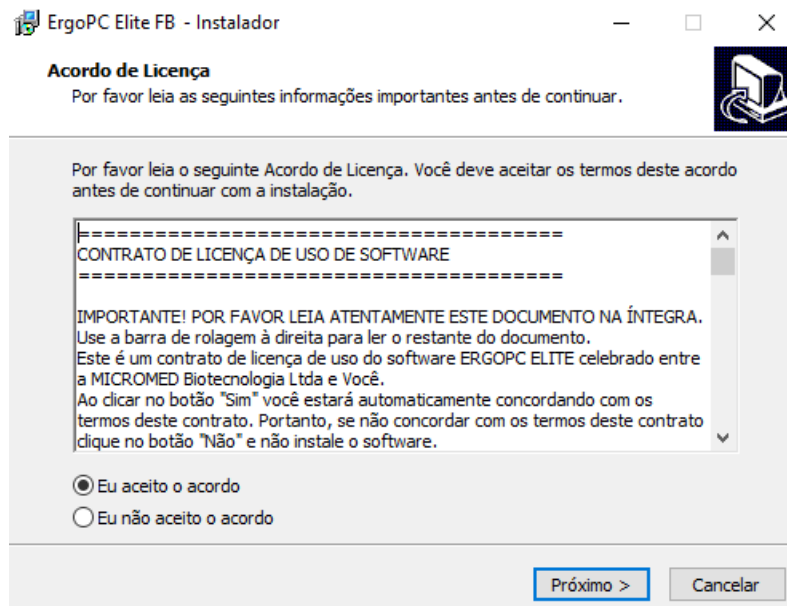 ErgoPC Elite FB - Instalador
Acordo de Licença
Por favor leia as seguintes informações importantes antes de continuar.
Por favor leia o seguinte Acordo de Licença. Você deve aceitar os termos deste acordo
antes de continuar com a instalação.
======================================
CONTRATO DE LICENÇA DE USO DE SOFTWARE
======================================
IMPORTANTE! POR FAVOR LEIA ATENTAMENTE ESTE DOCUMENTO NA ÍNTEGRA.
Use a barra de rolagem à direita para ler o restante do documento.
Este é um contrato de licença de uso do software ERGOPC ELITE celebrado entre
a MICROMED Biotecnologia Ltda e Você.
Ao clicar no botão "Sim" você estará automaticamente concordando com os
termos deste contrato. Portanto, se não concordar com os termos deste contrato
clique no botão "Não" e não instale o software.
Eu aceito o acordo
Eu não aceito o acordo
Próximo >
Cancelar